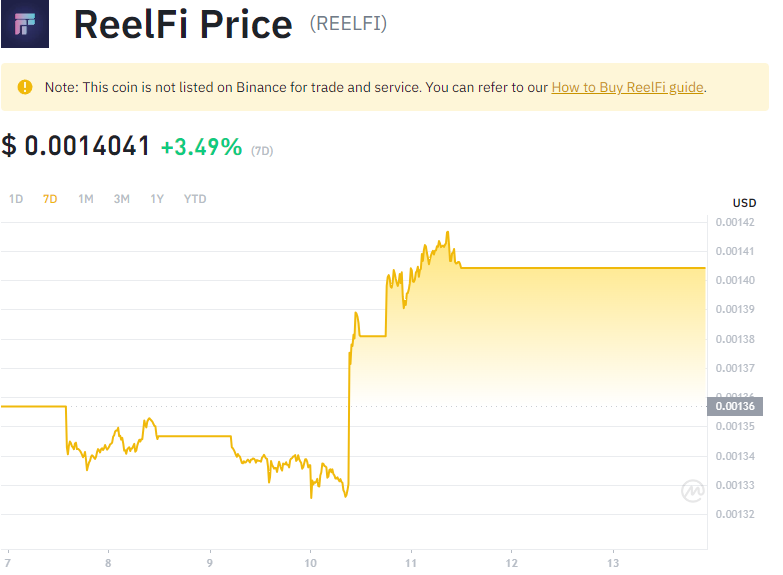 ReelFi Price (REELFI)
Note: This coin is not listed on Binance for trade and service. You can refer to our How to Buy ReelFi guide.
$ 0.0014041 +3.49% (7D)
1D 7D 1M 3M 1Y YTD
USD
0.00142
0.00141
0.00140
0.00139
0.00138
0.00137
0.00136
0.00136
0.00135
0.00134
0.00133
0.00132
7 8 9 10 11 12 13